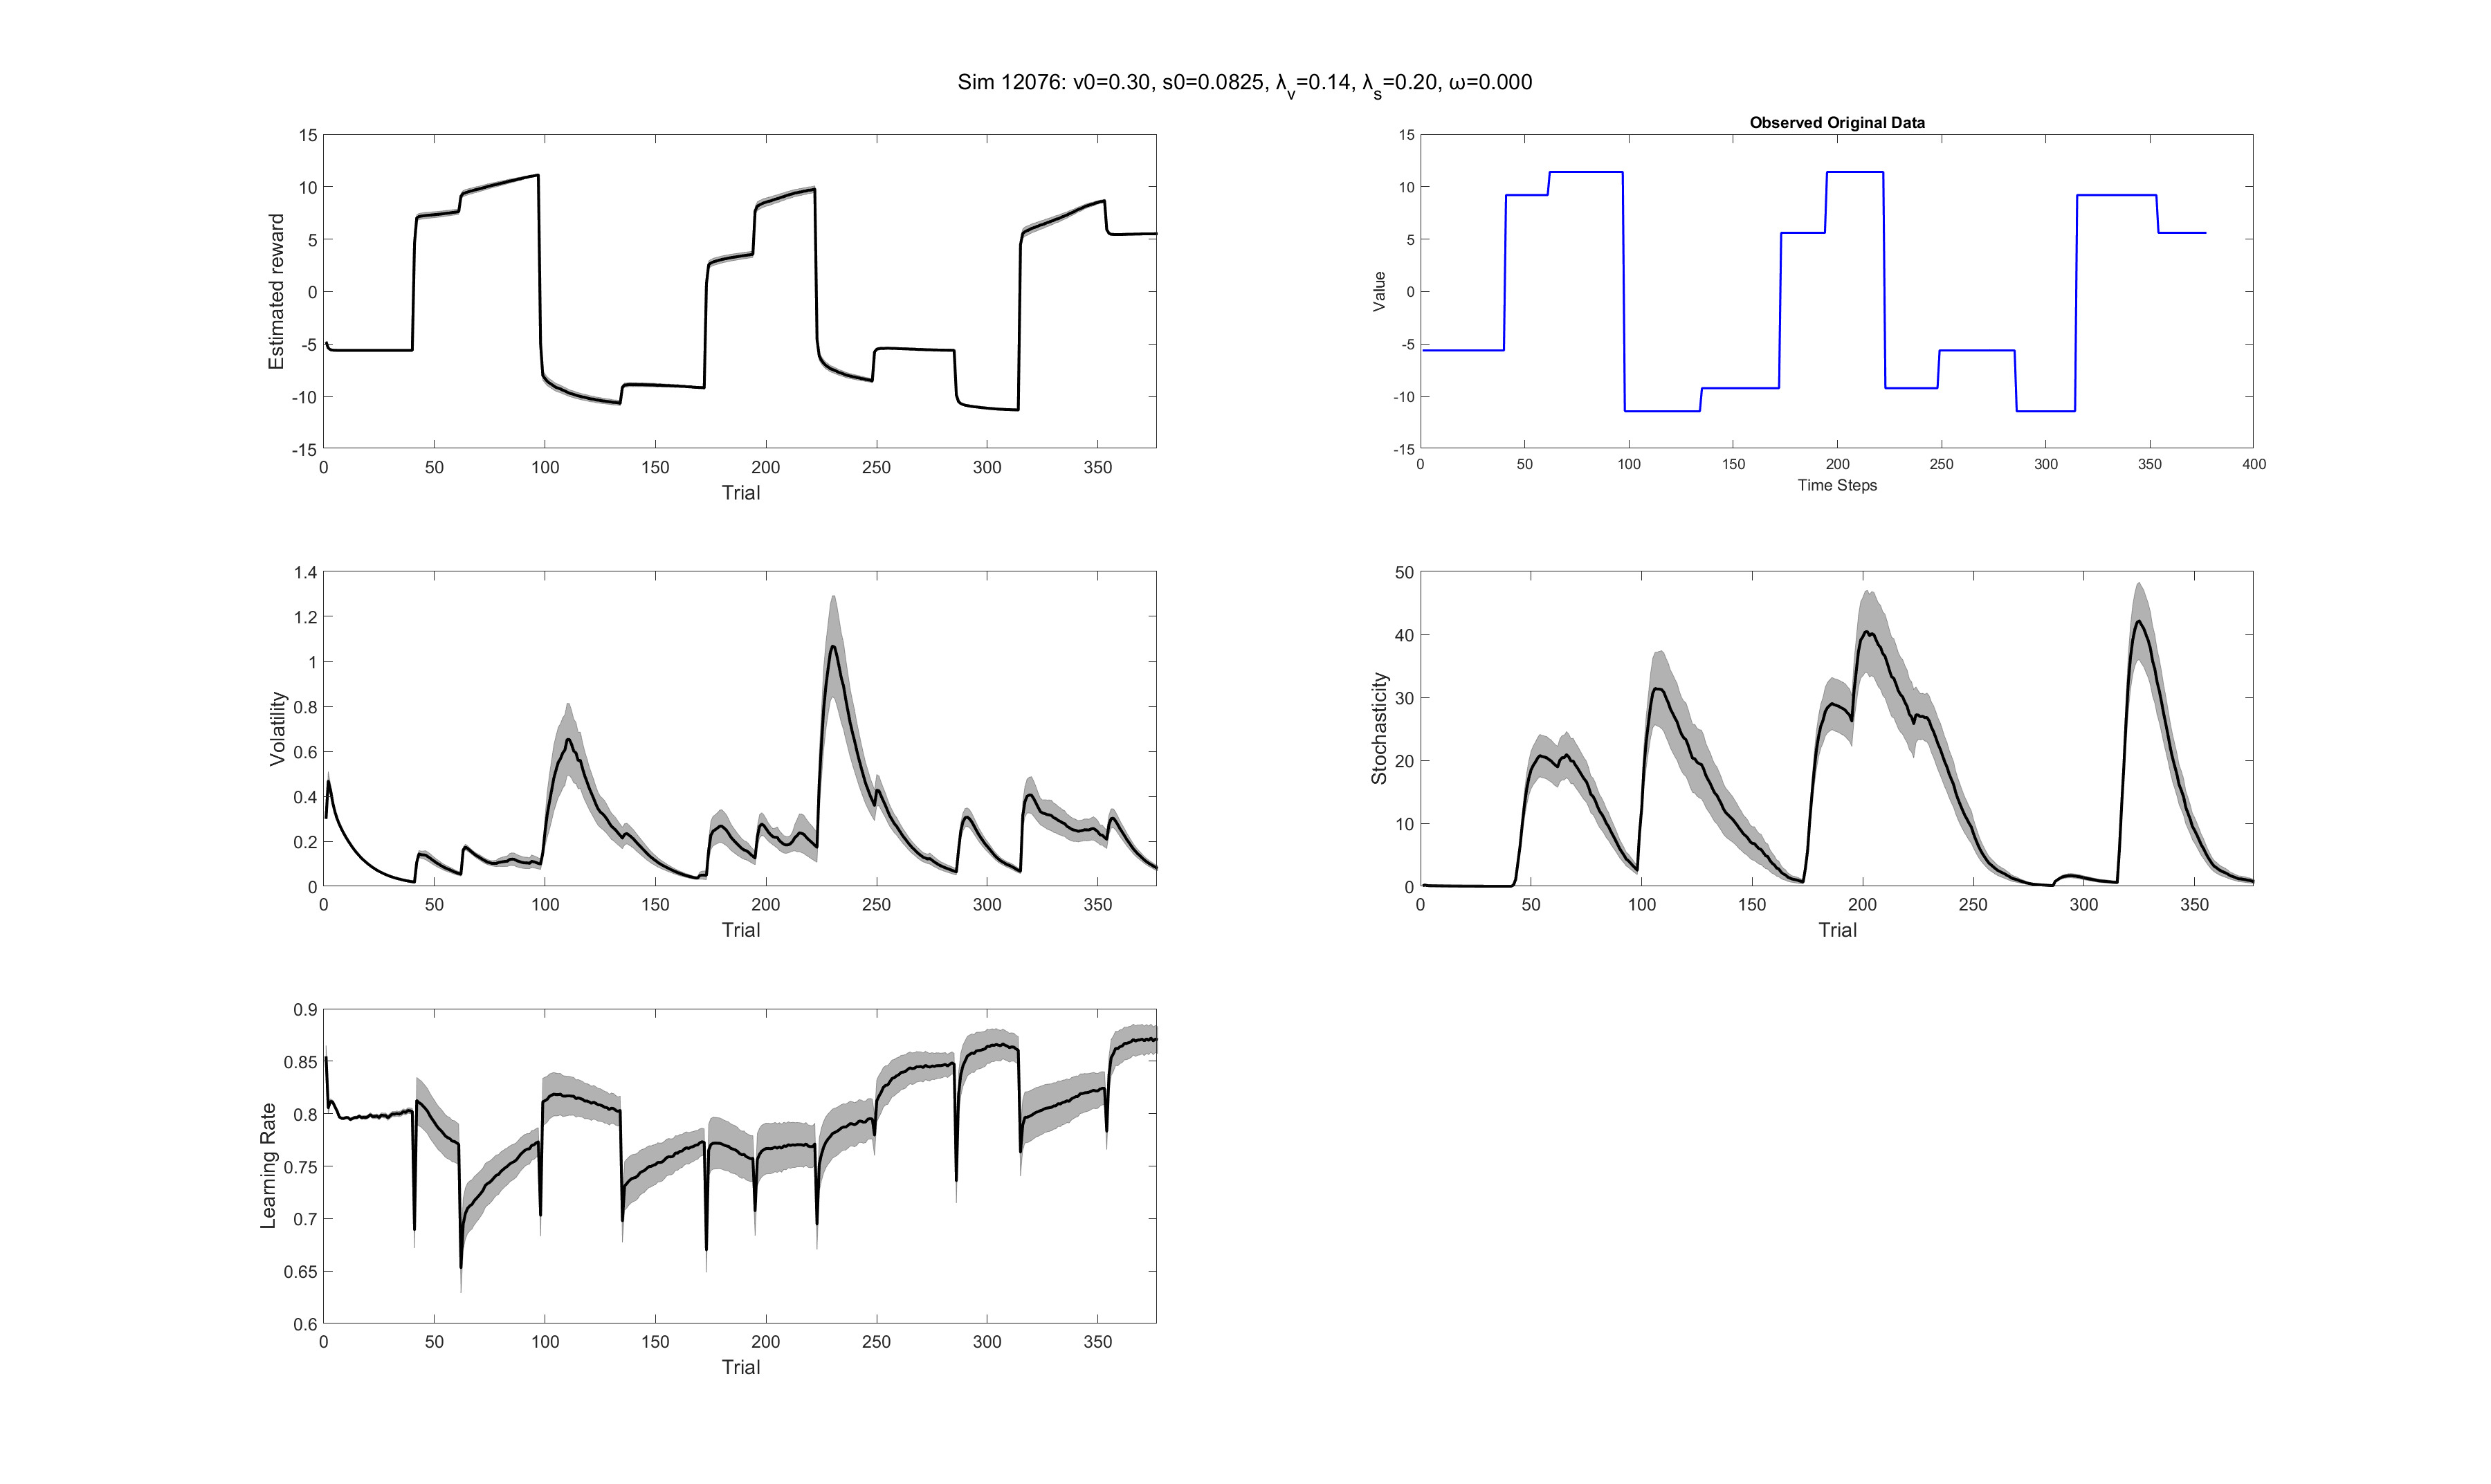 Sim 12076: v0=0.30, s0=0.0825, λv=0.14, λs=0.20, ω=0.000
15
10
5
0
-5
-10
-15
Estimated reward
0 50 100 150 200 250 300 350
Trial
Observed Original Data
15
10
5
0
-5
-10
-15
Value
0 50 100 150 200 250 300 350 400
Time Steps
1.4
1.2
1
0.8
0.6
0.4
0.2
0
Volatility
0 50 100 150 200 250 300 350
Trial
50
40
30
20
10
0
Stochasticity
0 50 100 150 200 250 300 350
Trial
0.9
0.85
0.8
0.75
0.7
0.65
0.6
Learning Rate
0 50 100 150 200 250 300 350
Trial